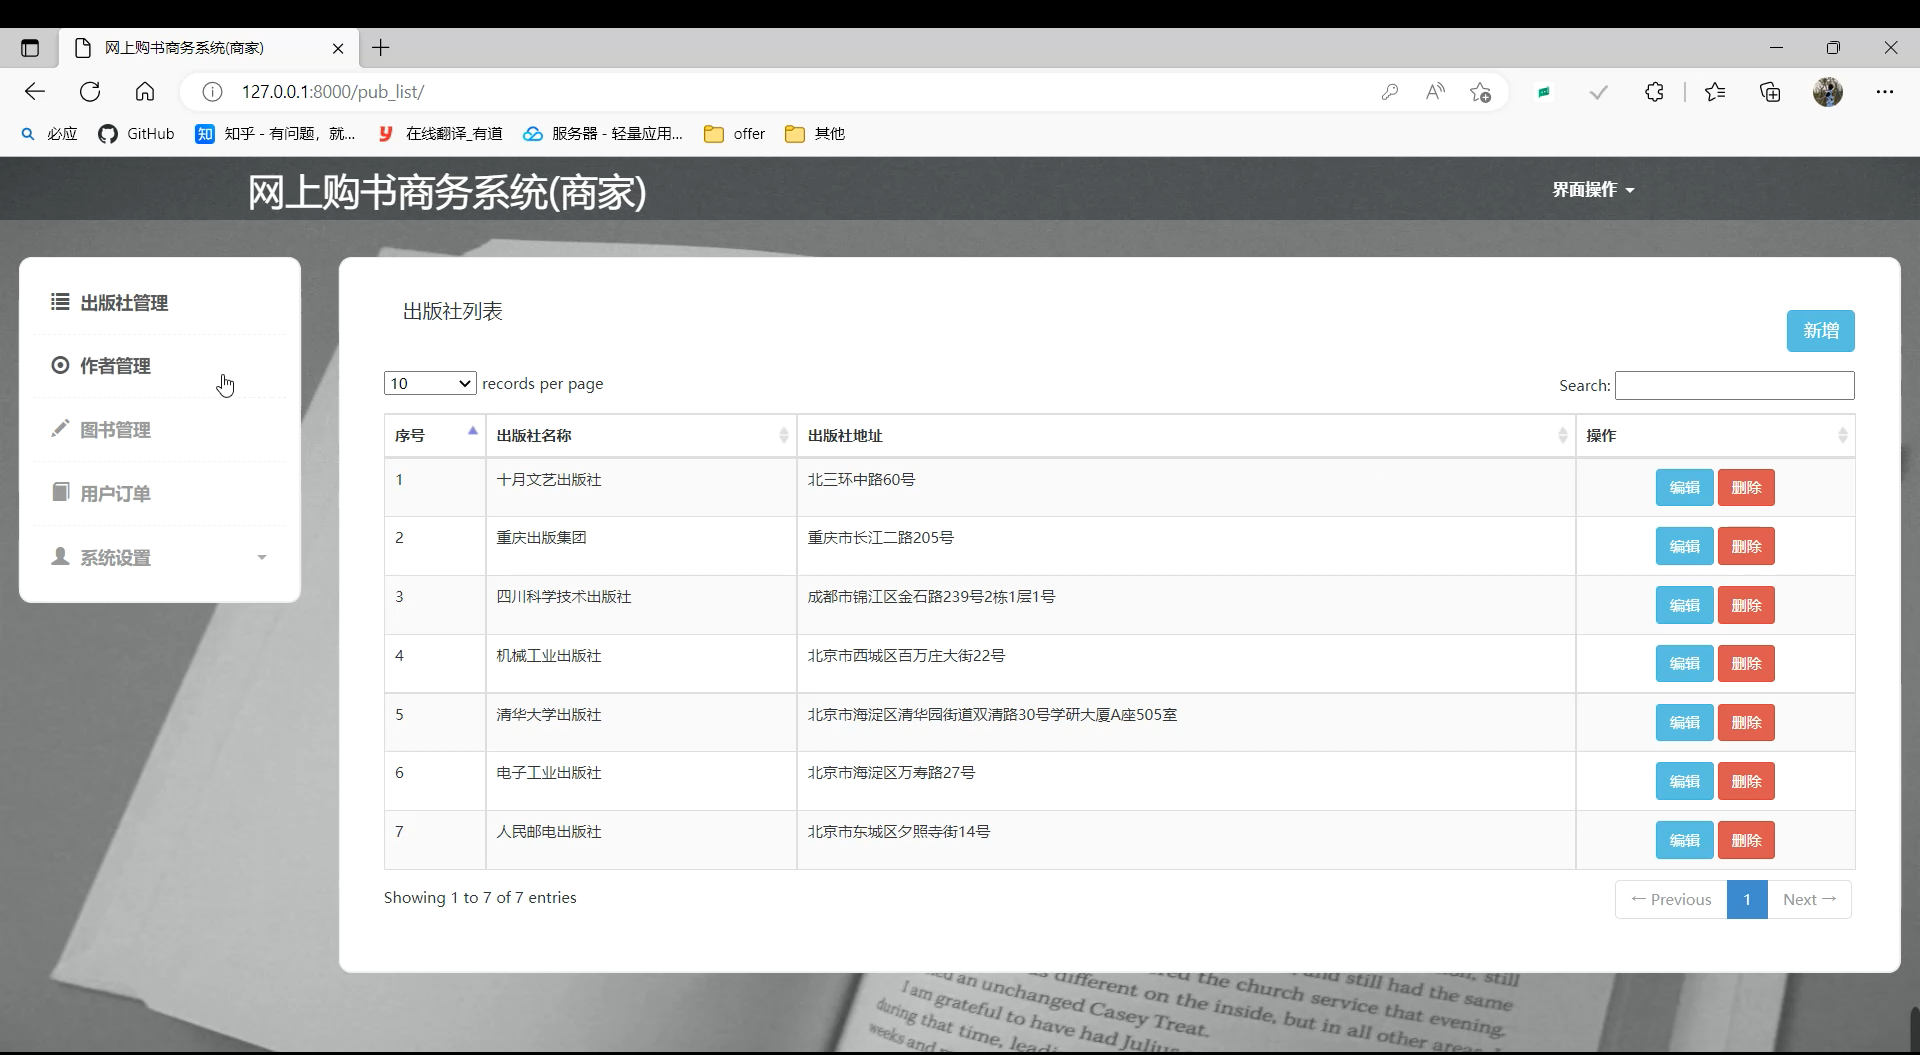 网上购书商务系统(商家)
127.0.0.1:8000/pub_list/
必应 GitHub 知 知乎 - 有问题，就... y 在线翻译_有道 服务器 - 轻量应用... offer 其他
网上购书商务系统(商家) 界面操作
出版社管理
作者管理
图书管理
用户订单
系统设置
出版社列表
新增
10 records per page Search:
序号 出版社名称 出版社地址 操作
1 十月文艺出版社 北三环中路60号 编辑 删除
2 重庆出版集团 重庆市长江二路205号 编辑 删除
3 四川科学技术出版社 成都市锦江区金石路239号2栋1层1号 编辑 删除
4 机械工业出版社 北京市西城区百万庄大街22号 编辑 删除
5 清华大学出版社 北京市海淀区清华园街道双清路30号学研大厦A座505室 编辑 删除
6 电子工业出版社 北京市海淀区万寿路27号 编辑 删除
7 人民邮电出版社 北京市东城区夕照寺街14号 编辑 删除
Showing 1 to 7 of 7 entries ← Previous 1 Next →
different on the inside, but in all other areas
the church service that evening,
and still had the same
still
an unchanged Casey Treat.
I am grateful to have had Julius
during that time,
weeks and